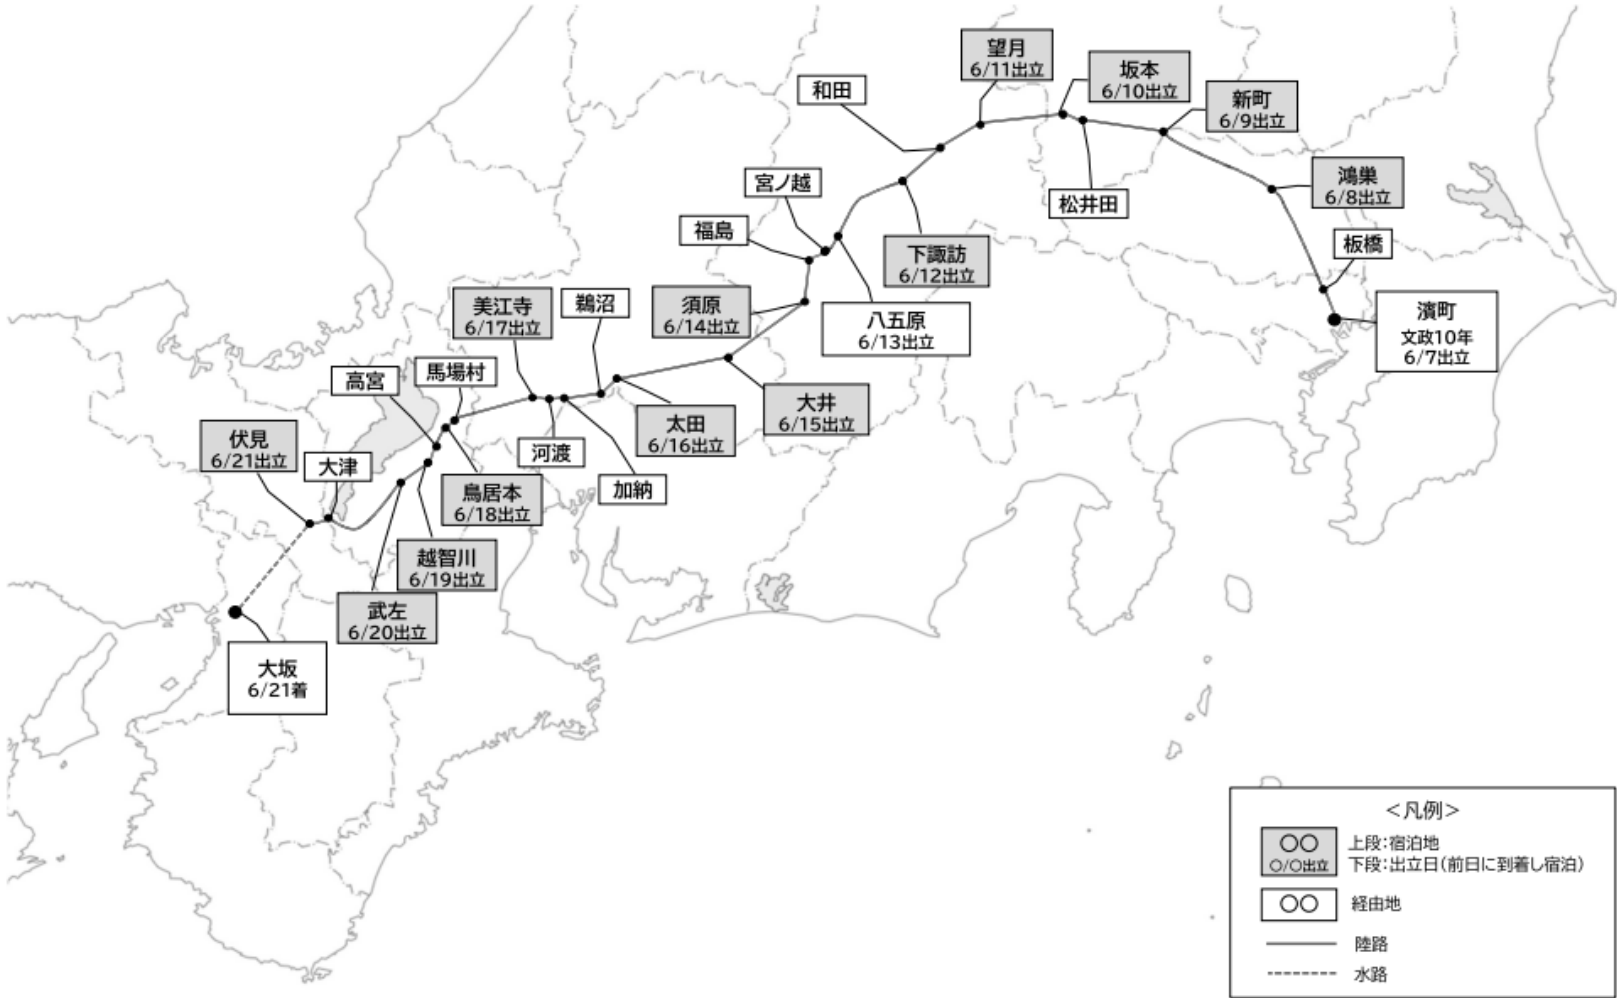 望月
6/11出立
坂本
6/10出立
和田
新町
6/9出立
宮ノ越
松井田
鴻巣
6/8出立
福島
下諏訪
6/12出立
板橋
美江寺
6/17出立
鵜沼
須原
6/14出立
八五原
6/13出立
濱町
文政10年
6/7出立
高宮
馬場村
太田
6/16出立
大井
6/15出立
伏見
6/21出立
大津
河渡
加納
鳥居本
6/18出立
越智川
6/19出立
武左
6/20出立
大坂
6/21着
<凡例>
○○
○/○出立
上段:宿泊地
下段:出立日(前日に到着し宿泊)
○○
経由地
陸路
水路